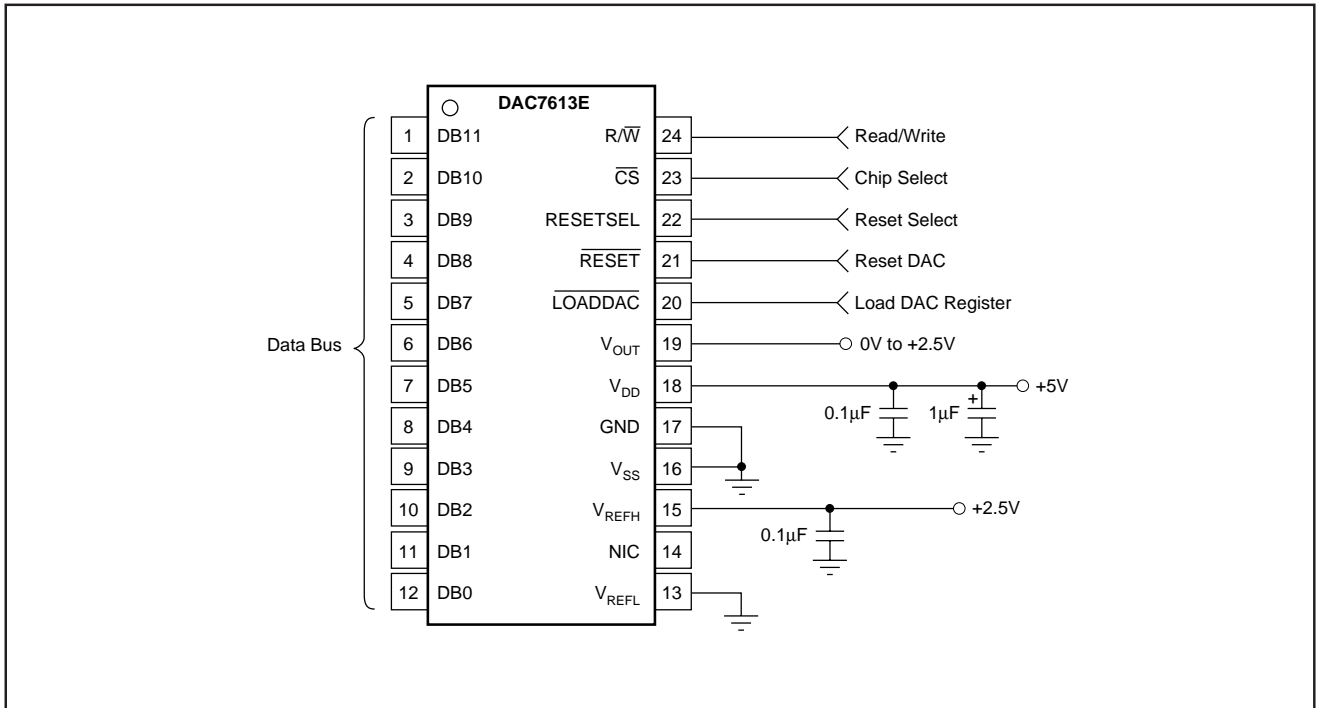 DAC7613E
1 DB11 R/W̅ 24 Read/Write
2 DB10 C̅S̅ 23 Chip Select
3 DB9 RESETSEL 22 Reset Select
4 DB8 R̅E̅S̅E̅T̅ 21 Reset DAC
5 DB7 L̅O̅A̅D̅D̅A̅C̅ 20 Load DAC Register
Data Bus 6 DB6 VOUT 19 0V to +2.5V
7 DB5 VDD 18 +5V
0.1µF 1µF +
8 DB4 GND 17
9 DB3 VSS 16
10 DB2 VREFH 15 +2.5V
0.1µF
11 DB1 NIC 14
12 DB0 VREFL 13